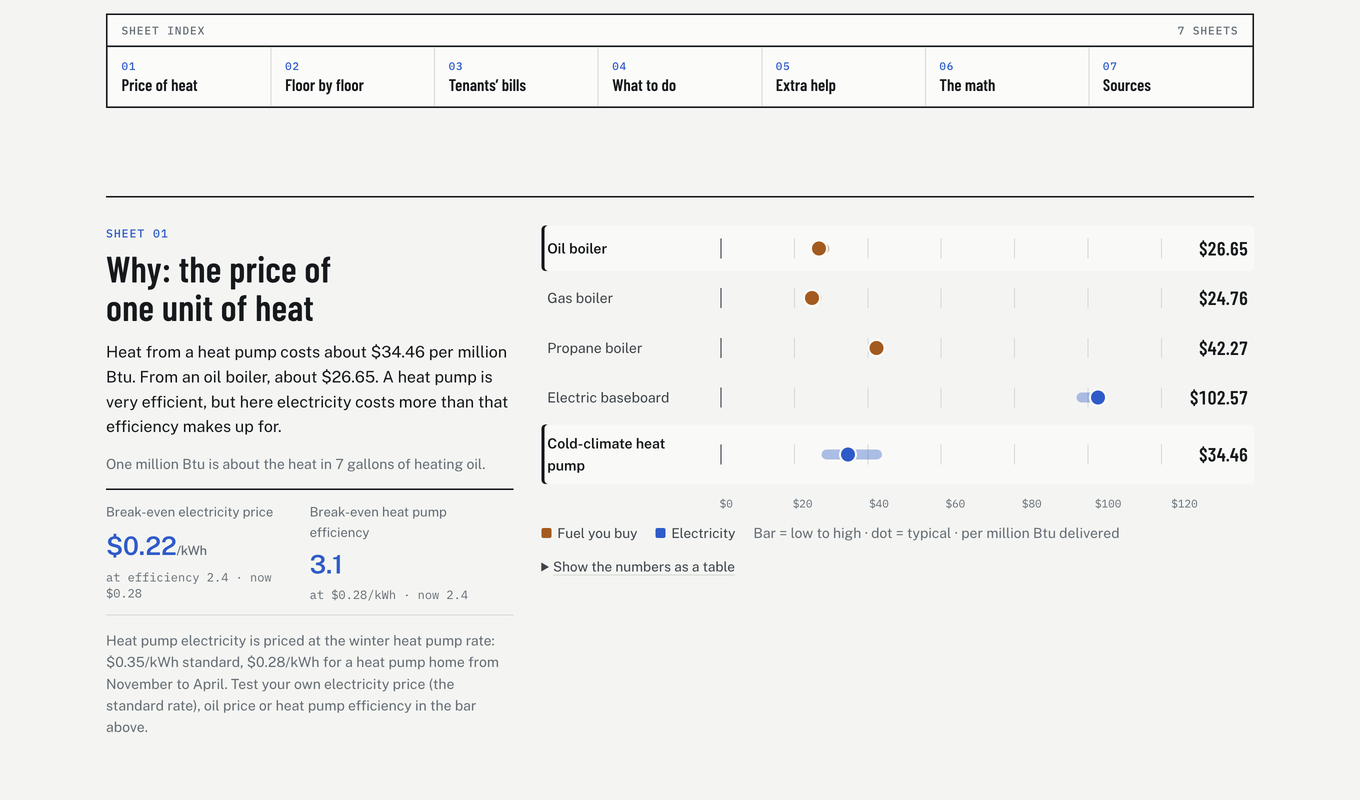 SHEET INDEX
7 SHEETS
01
Price of heat
02
Floor by floor
03
Tenants’ bills
04
What to do
05
Extra help
06
The math
07
Sources
SHEET 01
Why: the price of
one unit of heat
Heat from a heat pump costs about $34.46 per million
Btu. From an oil boiler, about $26.65. A heat pump is
very efficient, but here electricity costs more than that
efficiency makes up for.
One million Btu is about the heat in 7 gallons of heating oil.
Break-even electricity price
$0.22/kWh
at efficiency 2.4 · now
$0.28
Break-even heat pump
efficiency
3.1
at $0.28/kWh · now 2.4
Heat pump electricity is priced at the winter heat pump rate:
$0.35/kWh standard, $0.28/kWh for a heat pump home from
November to April. Test your own electricity price (the
standard rate), oil price or heat pump efficiency in the bar
above.
Oil boiler
$26.65
Gas boiler
$24.76
Propane boiler
$42.27
Electric baseboard
$102.57
Cold-climate heat
pump
$34.46
$0 $20 $40 $60 $80 $100 $120
Fuel you buy Electricity Bar = low to high · dot = typical · per million Btu delivered
Show the numbers as a table